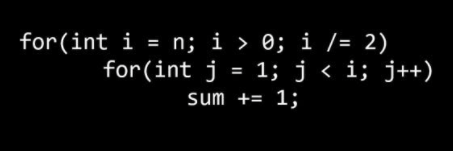 for(int i = n; i > 0; i /= 2)
for(int j = 1; j < i; j++)
sum += 1;